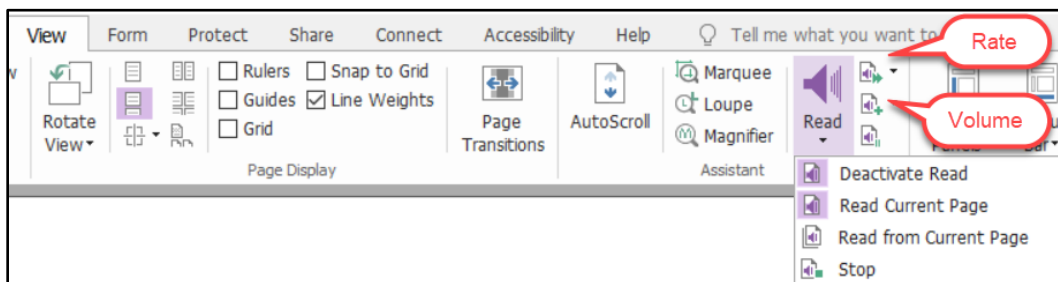 View Form Protect Share Connect Accessibility Help Tell me what you want to
Rate
Rulers Snap to Grid
Guides Line Weights
Grid
Rotate
View
Page
Transitions
AutoScroll
Marquee
Loupe
Magnifier
Read
Volume
Page Display
Assistant
Deactivate Read
Read Current Page
Read from Current Page
Stop